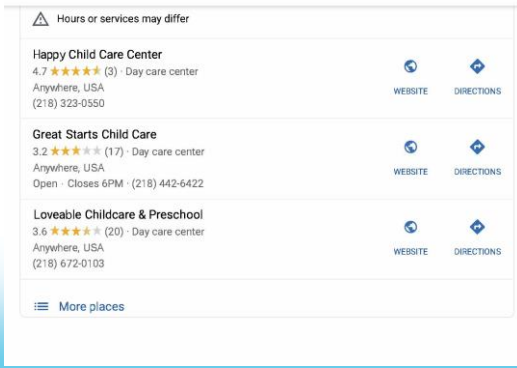 Hours or services may differ
Happy Child Care Center
4.7 ★★★★★ (3) · Day care center
Anywhere, USA
(218) 323-0550
WEBSITE
DIRECTIONS
Great Starts Child Care
3.2 ★★★★★ (17) · Day care center
Anywhere, USA
Open · Closes 6PM · (218) 442-6422
WEBSITE
DIRECTIONS
Loveable Childcare & Preschool
3.6 ★★★★★ (20) · Day care center
Anywhere, USA
(218) 672-0103
WEBSITE
DIRECTIONS
More places